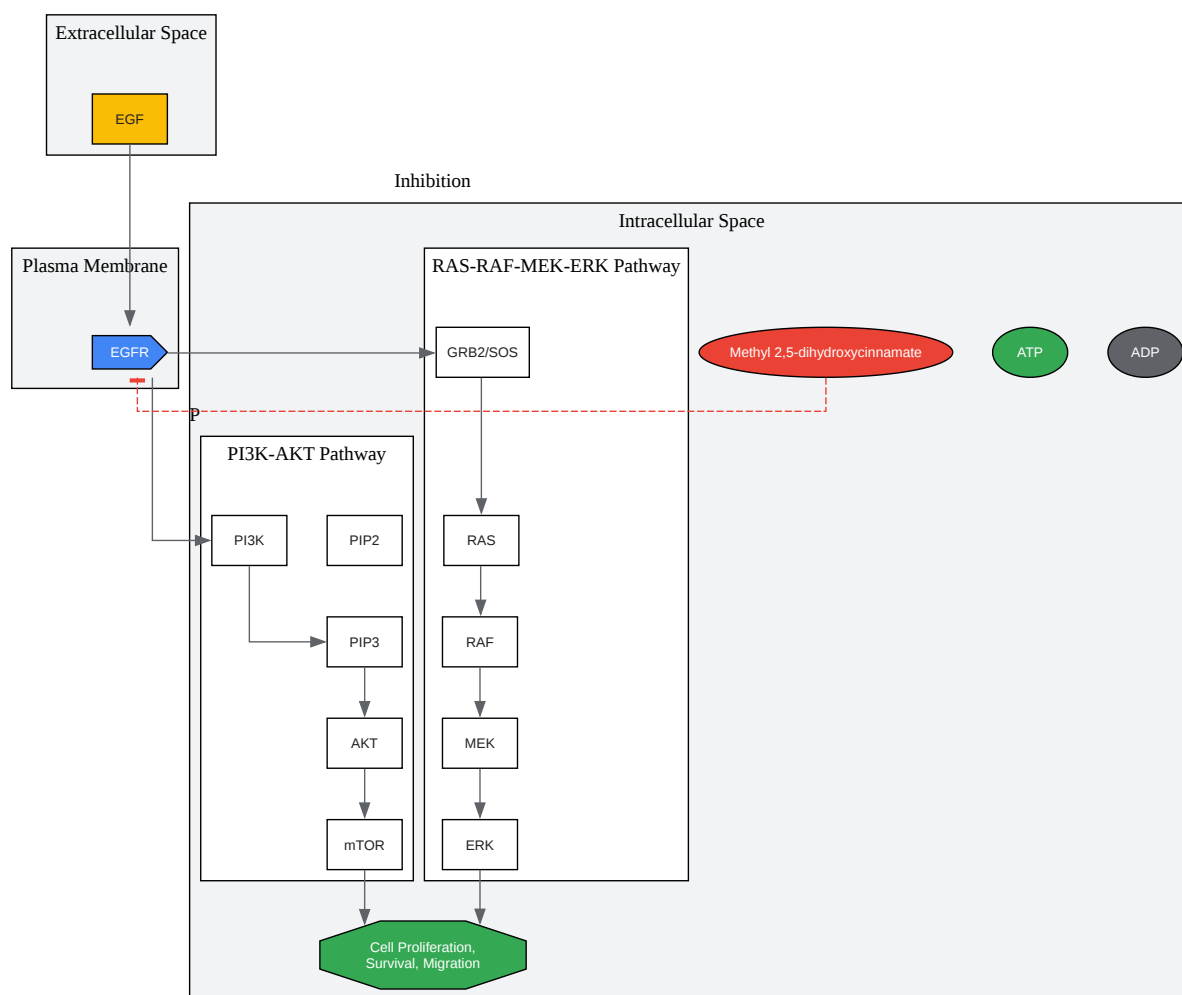 Extracellular Space
EGF
Inhibition
Intracellular Space
Plasma Membrane
RAS-RAF-MEK-ERK Pathway
EGFR
GRB2/SOS
Methyl 2,5-dihydroxycinnamate
ATP
ADP
P
PI3K-AKT Pathway
PI3K
PIP2
RAS
PIP3
RAF
AKT
MEK
mTOR
ERK
Cell Proliferation,
Survival, Migration